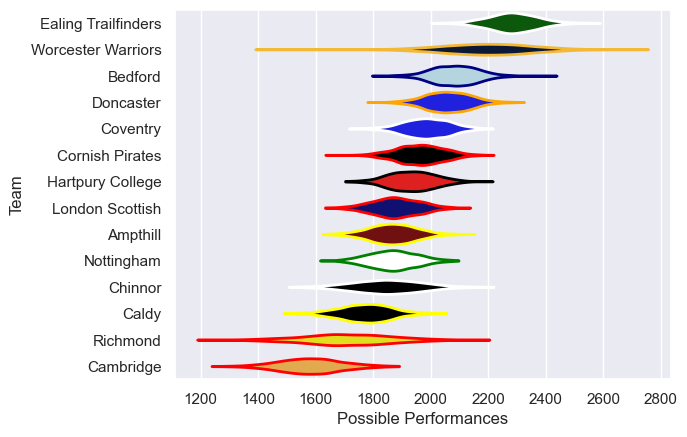 Ealing Trailfinders
Worcester Warriors
Bedford
Doncaster
Coventry
Cornish Pirates
Hartpury College
London Scottish
Ampthill
Nottingham
Chinnor
Caldy
Richmond
Cambridge
Team
1200 1400 1600 1800 2000 2200 2400 2600 2800
Possible Performances